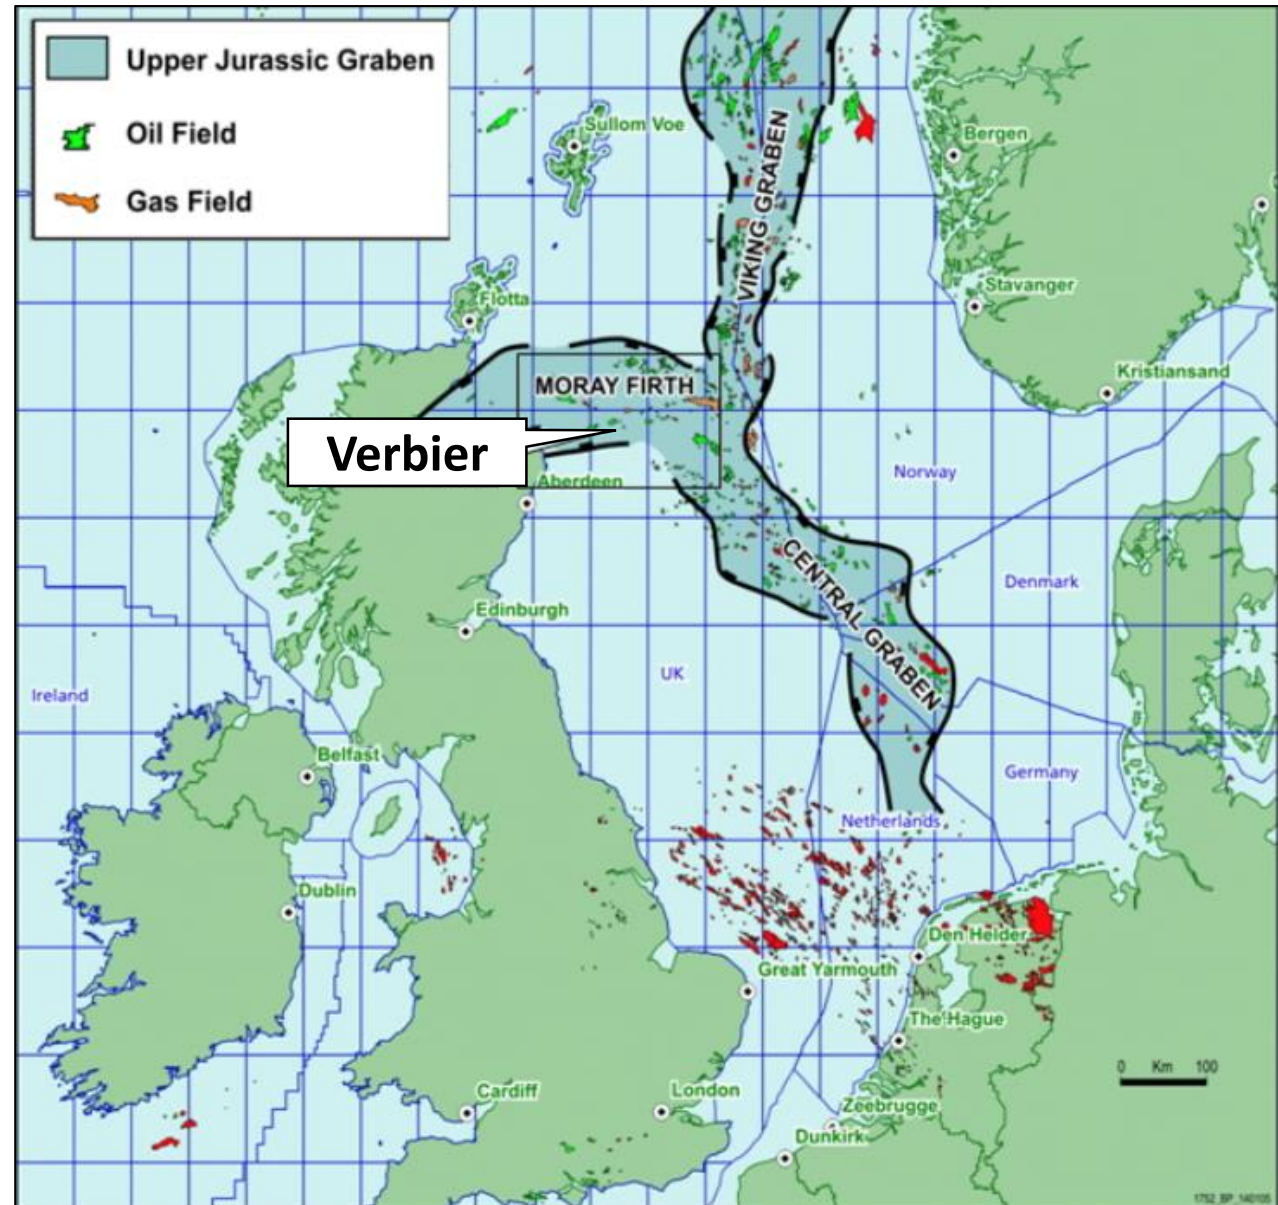 Upper Jurassic Graben
Oil Field
Gas Field
Sullom Voe
Bergen
VIKING GRABEN
Flotta
Stavanger
MORAY FIRTH
Kristiansand
Verbier
Norway
Aberdeen
CENTRAL GRABEN
Denmark
Edinburgh
UK
Ireland
Belfast
Germany
Netherlands
Dublin
Den Helder
Great Yarmouth
The Hague
0 Km 100
Cardiff
London
Zeebrugge
Dunkirk
1752_BP_140105